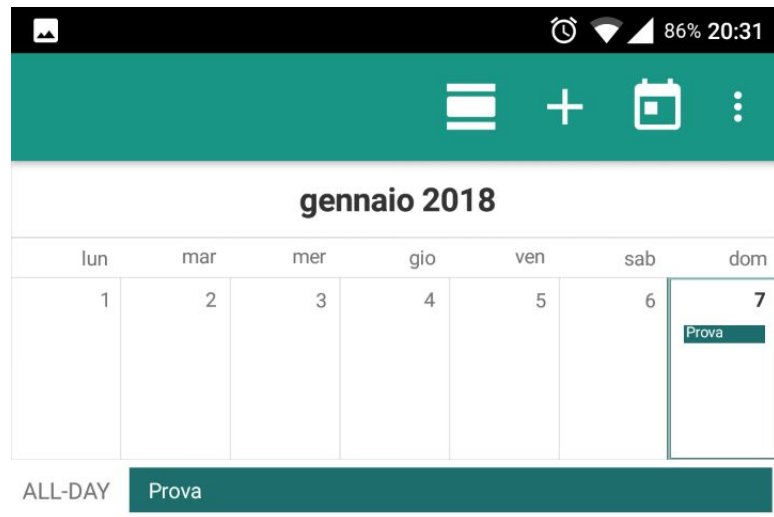 86% 20:31
gennaio 2018
lun mar mer gio ven sab dom
1 2 3 4 5 6 7
Prova
ALL-DAY Prova